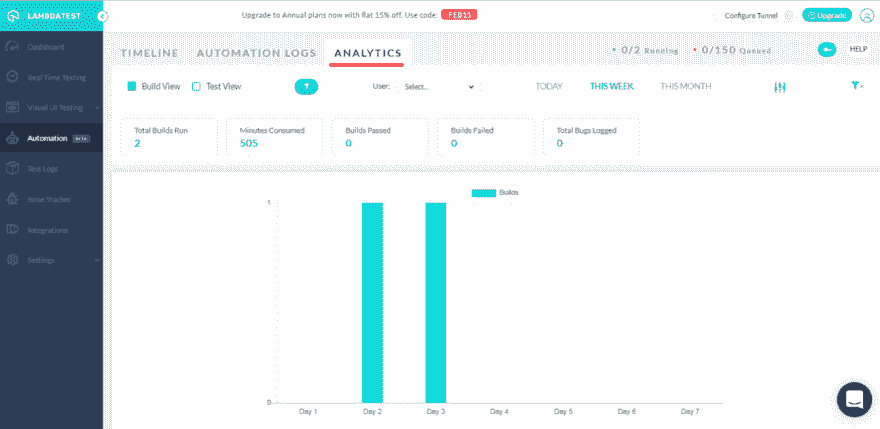 LAMBDATEST
Upgrade to Annual plans now with flat 15% off. Use code: FEB15
Configure Tunnel
Upgrade
Dashboard
Real Time Testing
Visual UI Testing
Automation Beta
Test Logs
Issue Tracker
Integrations
Settings
TIMELINE AUTOMATION LOGS ANALYTICS
0/2 Running 0/150 Queued
HELP
Build View Test View
User: Select...
TODAY THIS WEEK THIS MONTH
Total Builds Run
2
Minutes Consumed
505
Builds Passed
0
Builds Failed
0
Total Bugs Logged
0
Builds
1
0
Day 1 Day 2 Day 3 Day 4 Day 5 Day 6 Day 7